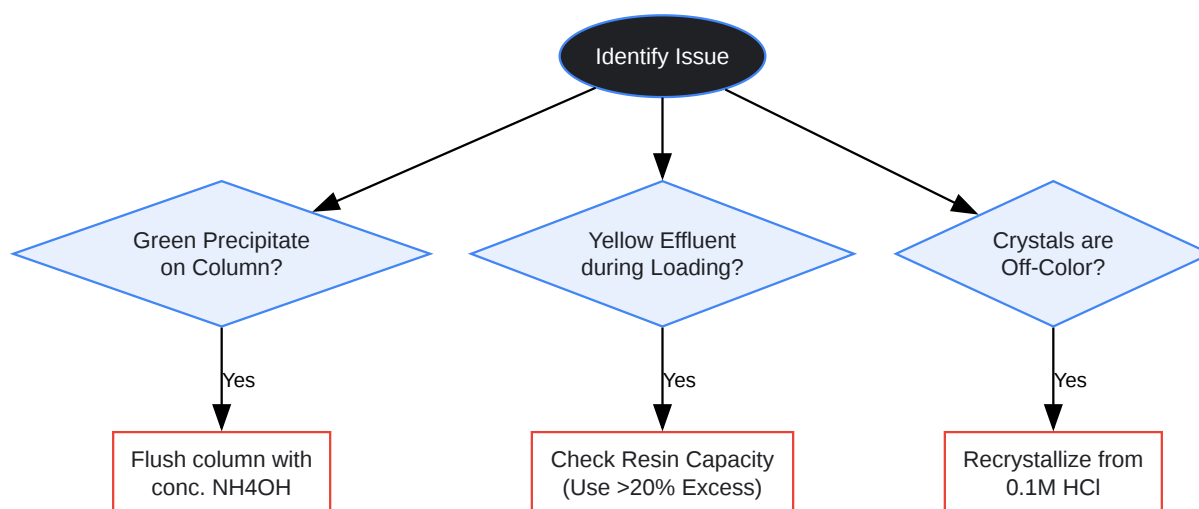 Identify Issue
Green Precipitate
on Column?
Yellow Effluent
during Loading?
Crystals are
Off-Color?
Yes
Yes
Yes
Flush column with
conc. NH4OH
Check Resin Capacity
(Use >20% Excess)
Recrystallize from
0.1M HCl